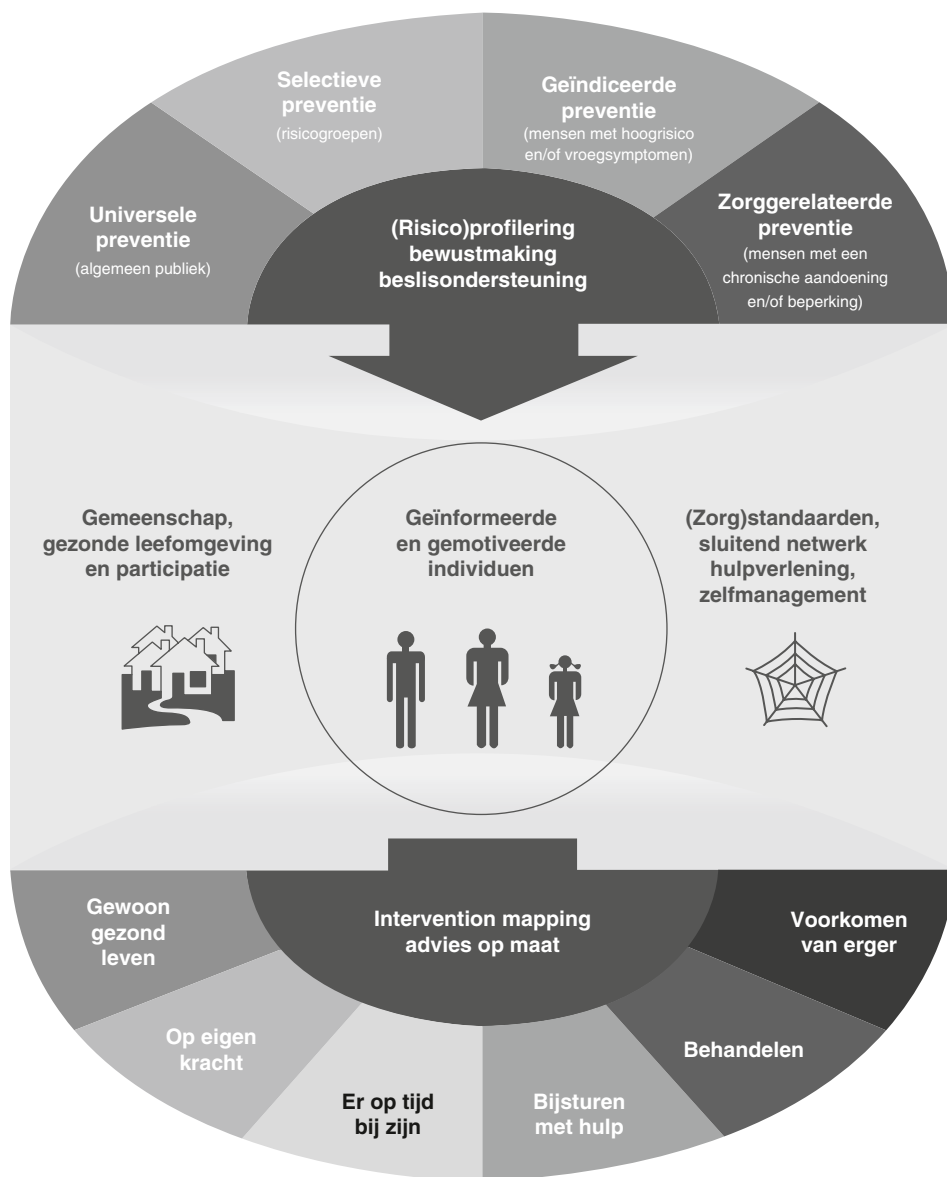 Selectieve
preventie
(risicogroepen)
Geïndiceerde
preventie
(mensen met hoogrisico
en/of vroegsymptomen)
Universele
preventie
(algemeen publiek)
(Risico)profilering
bewustmaking
beslisondersteuning
Zorggerelateerde
preventie
(mensen met een
chronische aandoening
en/of beperking)
Gemeenschap,
gezonde leefomgeving
en participatie
Geïnformeerde
en gemotiveerde
individuen
(Zorg)standaarden,
sluitend netwerk
hulpverlening,
zelfmanagement
Gewoon
gezond
leven
Intervention mapping
advies op maat
Voorkomen
van erger
Op eigen
kracht
Er op tijd
bij zijn
Bijsturen
met hulp
Behandelen